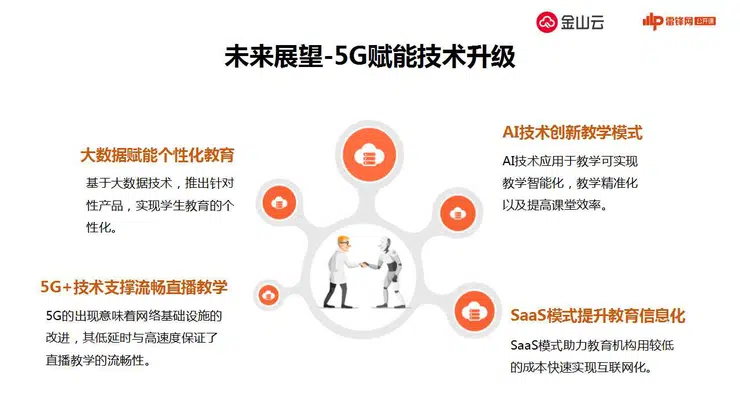 金山云
雷锋网 公开课
未来展望-5G赋能技术升级
大数据赋能个性化教育
基于大数据技术，推出针对
性产品，实现学生教育的个
性化。
5G+技术支撑流畅直播教学
5G的出现意味着网络基础设施的
改进，其低延时与高速度保证了
直播教学的流畅性。
AI技术创新教学模式
AI技术应用于教学可实现
教学智能化，教学精准化
以及提高课堂效率。
SaaS模式提升教育信息化
SaaS模式助力教育机构用较低
的成本快速实现互联网化。